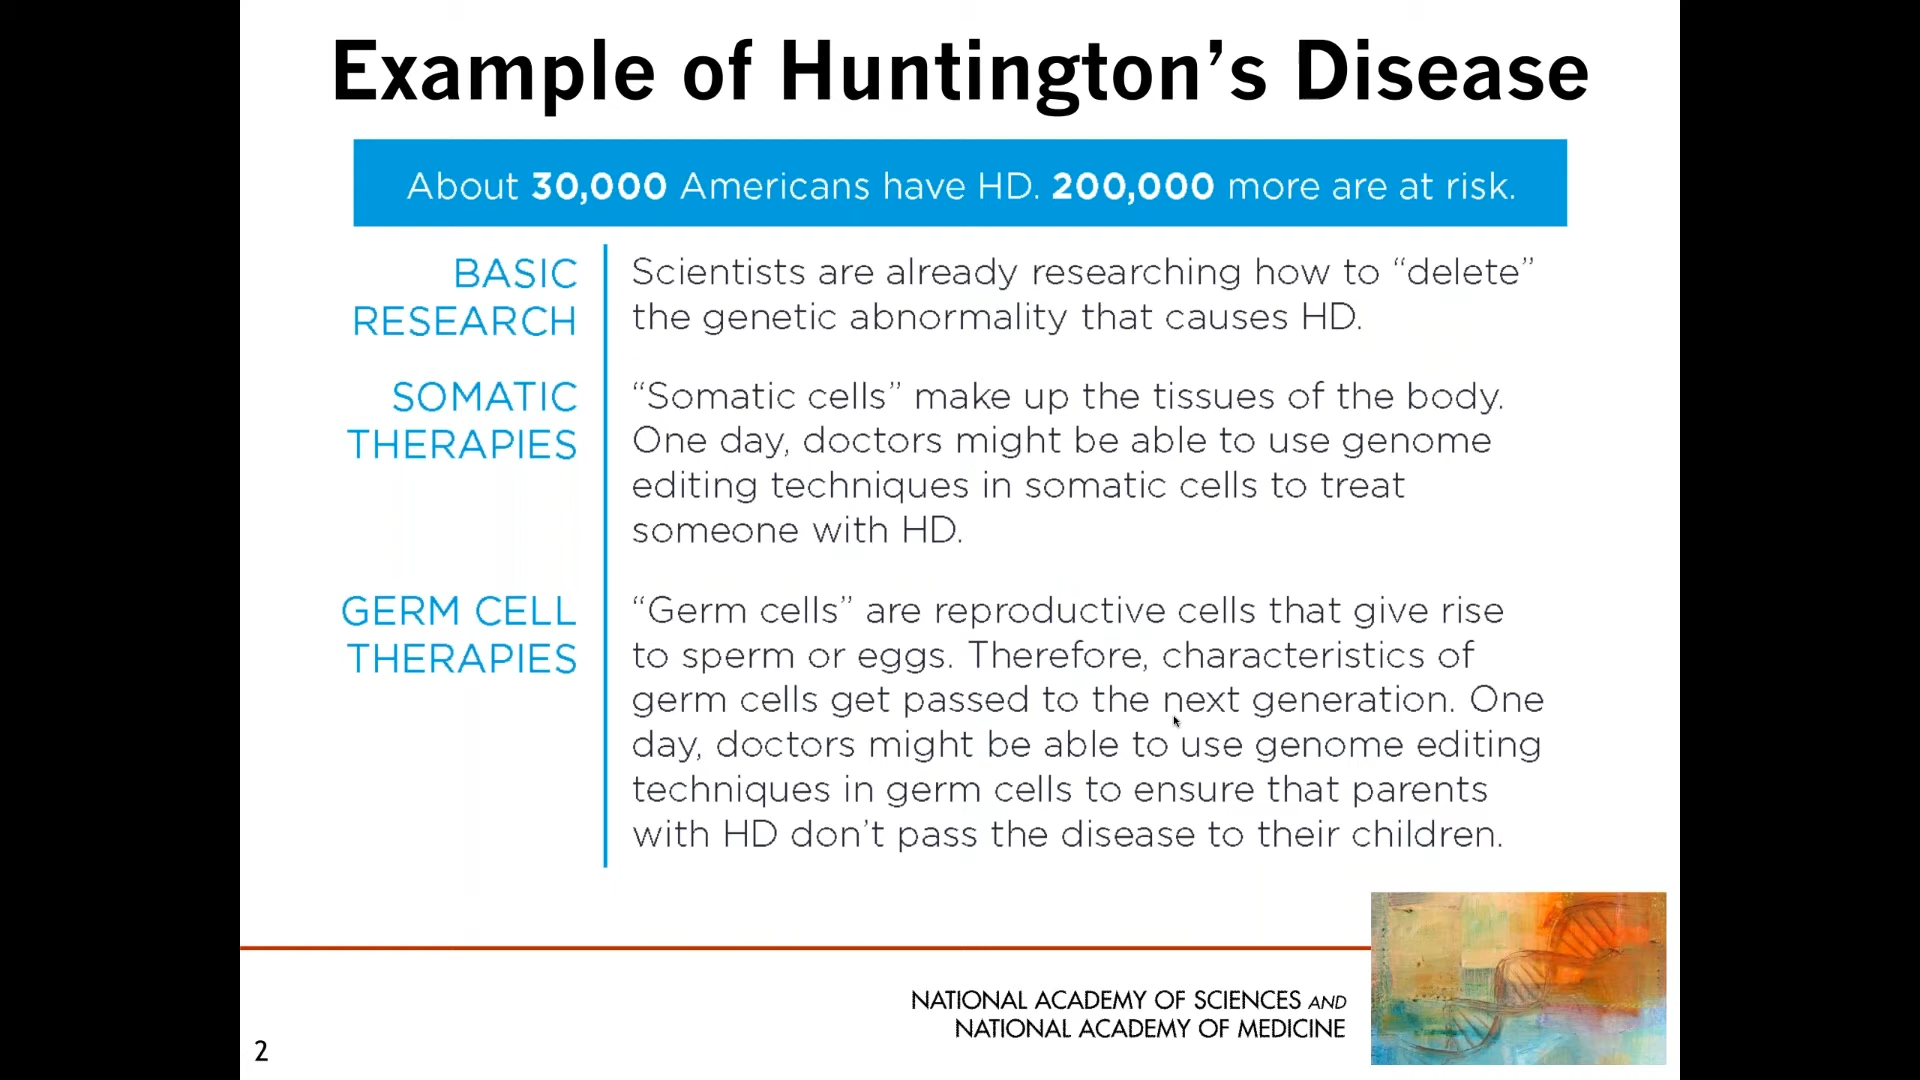 Example of Huntington’s Disease
About 30,000 Americans have HD. 200,000 more are at risk.
BASIC
RESEARCH
Scientists are already researching how to “delete”
the genetic abnormality that causes HD.
SOMATIC
THERAPIES
“Somatic cells” make up the tissues of the body.
One day, doctors might be able to use genome
editing techniques in somatic cells to treat
someone with HD.
GERM CELL
THERAPIES
“Germ cells” are reproductive cells that give rise
to sperm or eggs. Therefore, characteristics of
germ cells get passed to the next generation. One
day, doctors might be able to use genome editing
techniques in germ cells to ensure that parents
with HD don’t pass the disease to their children.
NATIONAL ACADEMY OF SCIENCES AND
NATIONAL ACADEMY OF MEDICINE
2